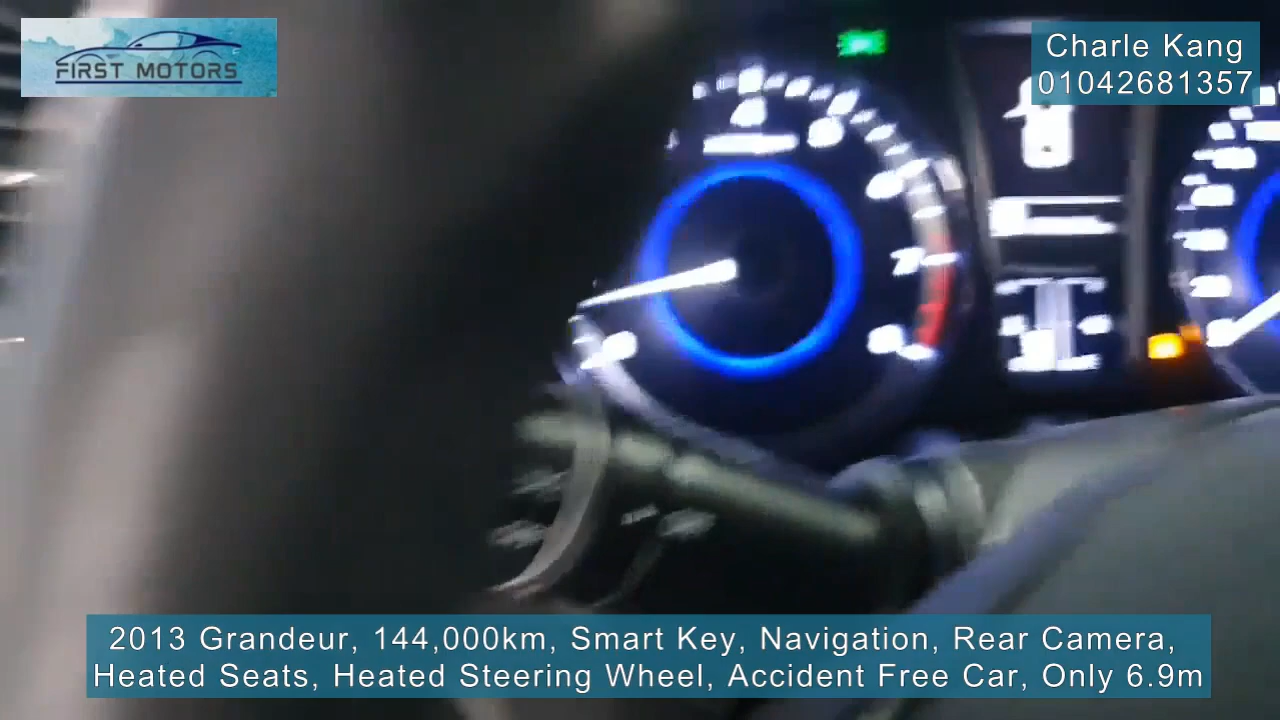 FIRST MOTORS
Charle Kang
01042681357
2013 Grandeur, 144,000km, Smart Key, Navigation, Rear Camera,
Heated Seats, Heated Steering Wheel, Accident Free Car, Only 6.9m